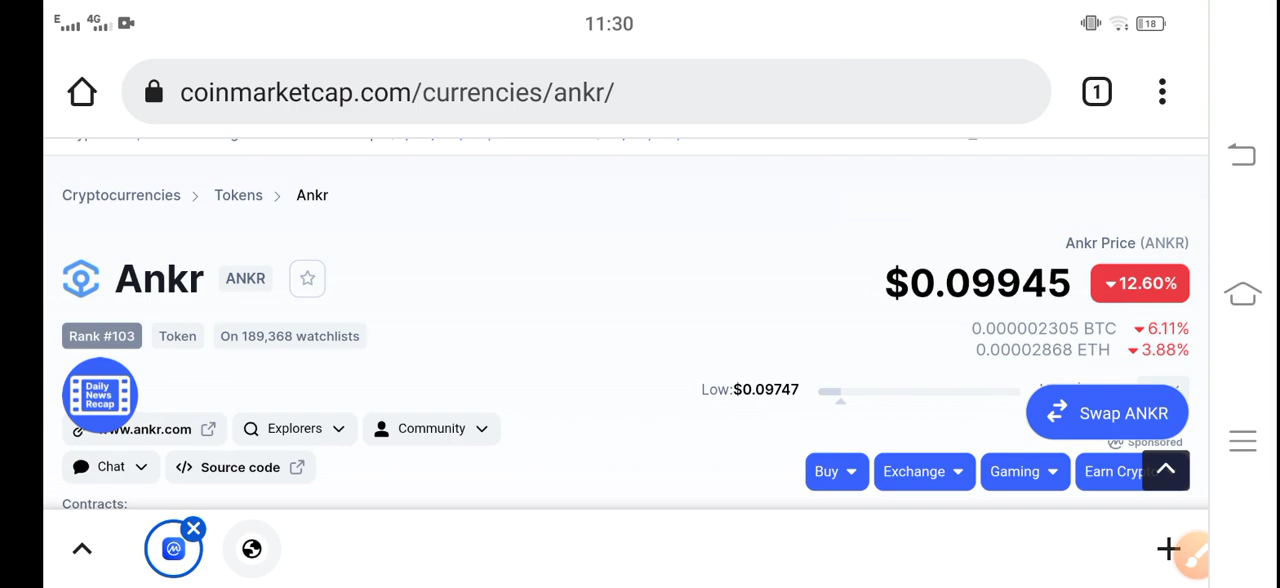 E 4G 11:30 18
coinmarketcap.com/currencies/ankr/ 1
Cryptocurrencies > Tokens > Ankr
Ankr Price (ANKR)
Ankr ANKR $0.09945 12.60%
Rank #103 Token On 189,368 watchlists
0.000002305 BTC 6.11%
0.00002868 ETH 3.88%
Daily
News
Recap
Low:$0.09747
Swap ANKR
www.ankr.com Explorers Community
Sponsored
Chat Source code
Buy Exchange Gaming Earn Cryp
Contracts: